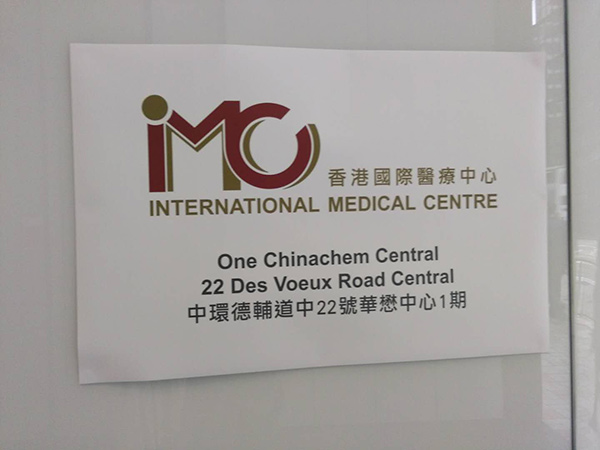 iMC
香港國際醫療中心
INTERNATIONAL MEDICAL CENTRE
One Chinachem Central
22 Des Voeux Road Central
中環德輔道中22號華懋中心1期